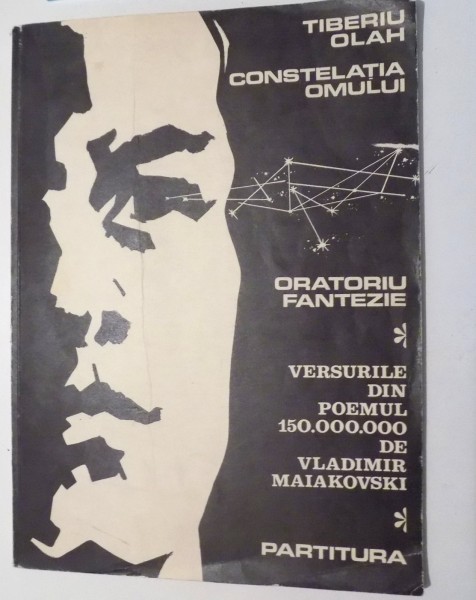 TIBERIU
OLAH
CONSTELAȚIA
OMULUI
ORATORIU
FANTEZIE
*
VERSURILE
DIN
POEMUL
150.000.000
DE
VLADIMIR
MAIAKOVSKI
*
PARTITURA